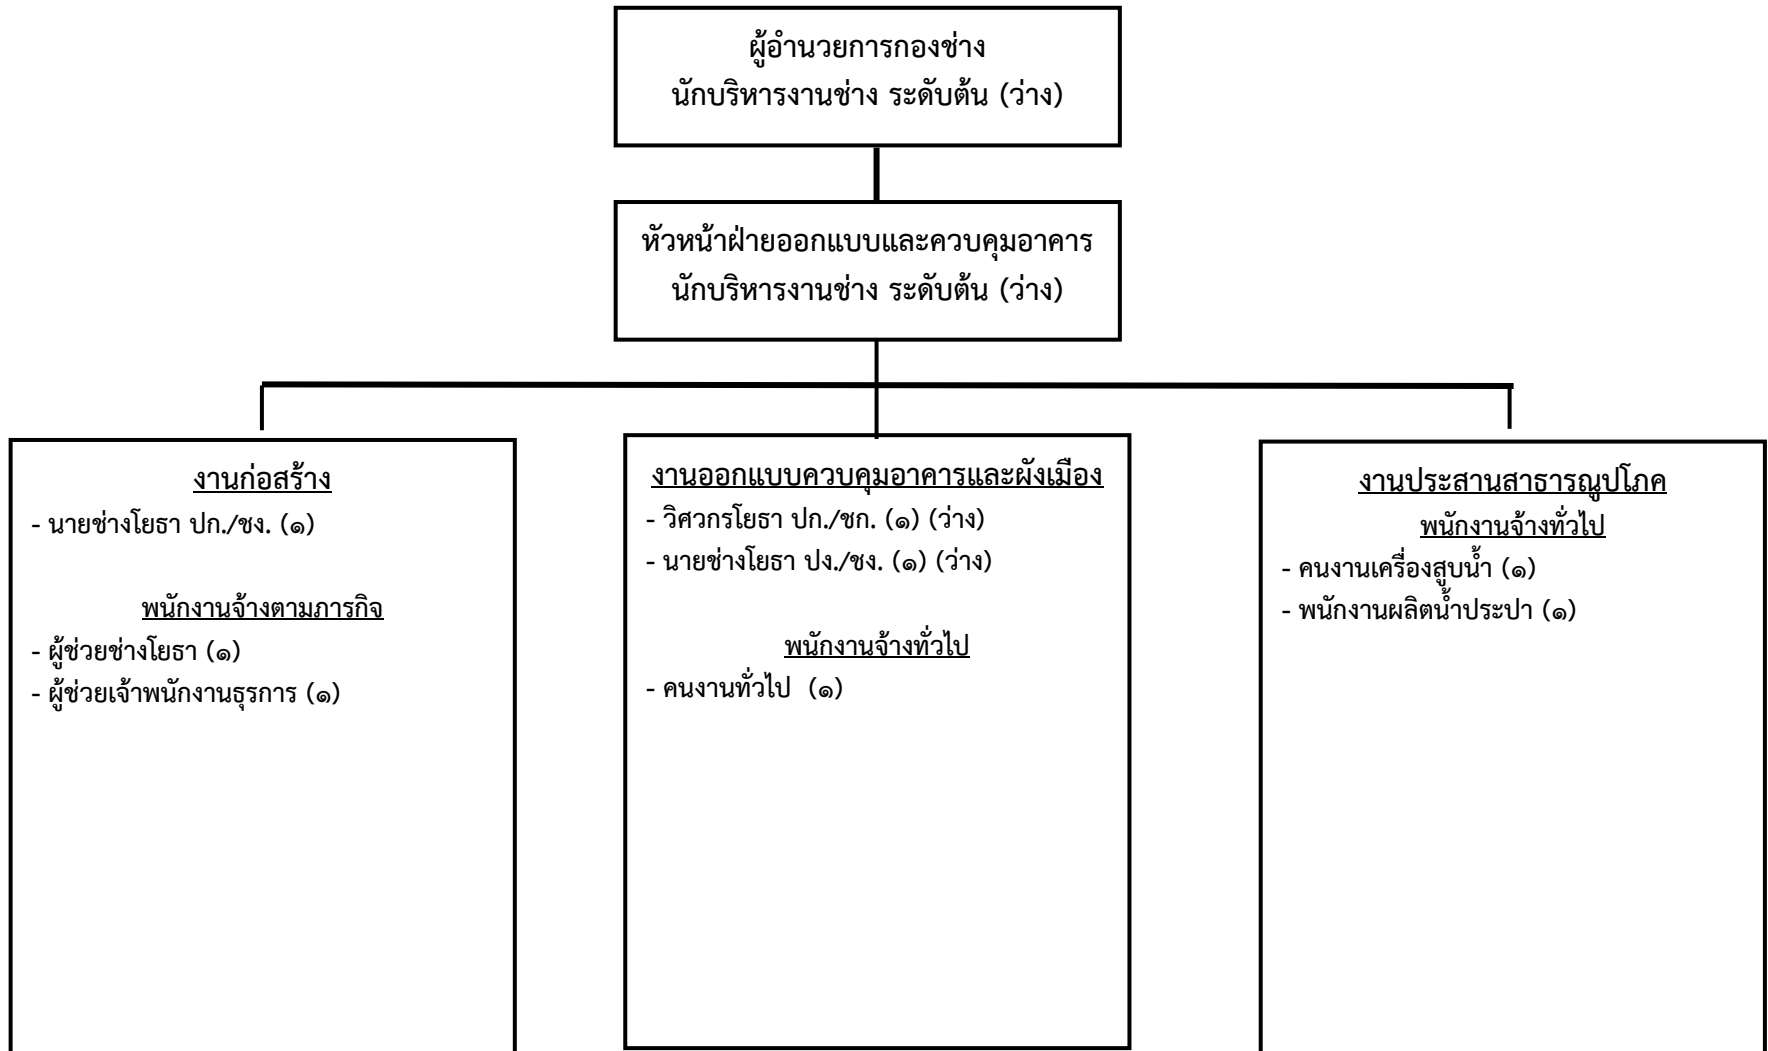 ผู้อำนวยการกองช่าง
นักบริหารงานช่าง ระดับต้น (ว่าง)
หัวหน้าฝ่ายออกแบบและควบคุมอาคาร
นักบริหารงานช่าง ระดับต้น (ว่าง)
งานก่อสร้าง
- นายช่างโยธา ปก./ชง. (๑)
พนักงานจ้างตามภารกิจ
- ผู้ช่วยช่างโยธา (๑)
- ผู้ช่วยเจ้าพนักงานธุรการ (๑)
งานออกแบบควบคุมอาคารและผังเมือง
- วิศวกรโยธา ปก./ชก. (๑) (ว่าง)
- นายช่างโยธา ปง./ชง. (๑) (ว่าง)
พนักงานจ้างทั่วไป
- คนงานทั่วไป (๑)
งานประสานสาธารณูปโภค
พนักงานจ้างทั่วไป
- คนงานเครื่องสูบน้ำ (๑)
- พนักงานผลิตน้ำประปา (๑)